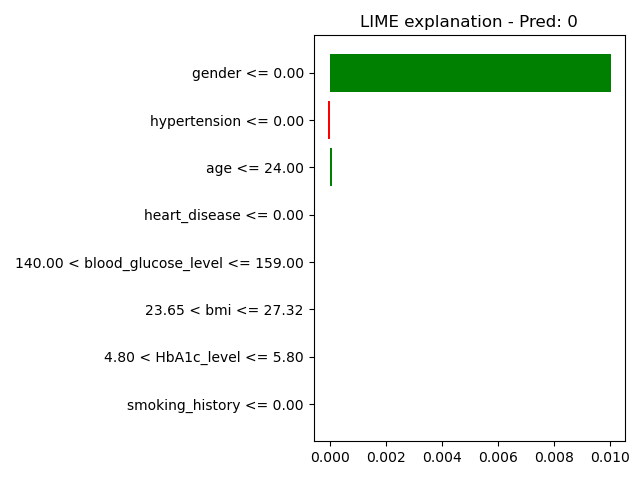 LIME explanation - Pred: 0
gender <= 0.00
hypertension <= 0.00
age <= 24.00
heart_disease <= 0.00
140.00 < blood_glucose_level <= 159.00
23.65 < bmi <= 27.32
4.80 < HbA1c_level <= 5.80
smoking_history <= 0.00
0.000 0.002 0.004 0.006 0.008 0.010